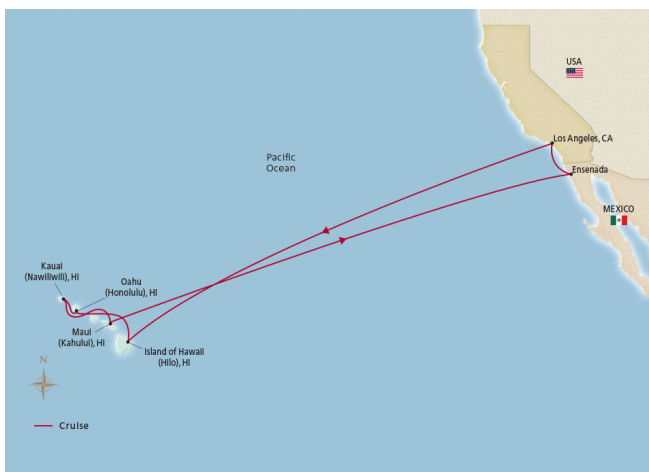 USA
Los Angeles, CA
Pacific
Ocean
Ensenada
MEXICO
Kauai
(Nawiliwili), HI
Oahu
(Honolulu), HI
Maui
(Kahului), HI
Island of Hawaii
(Hilo), HI
N
Cruise